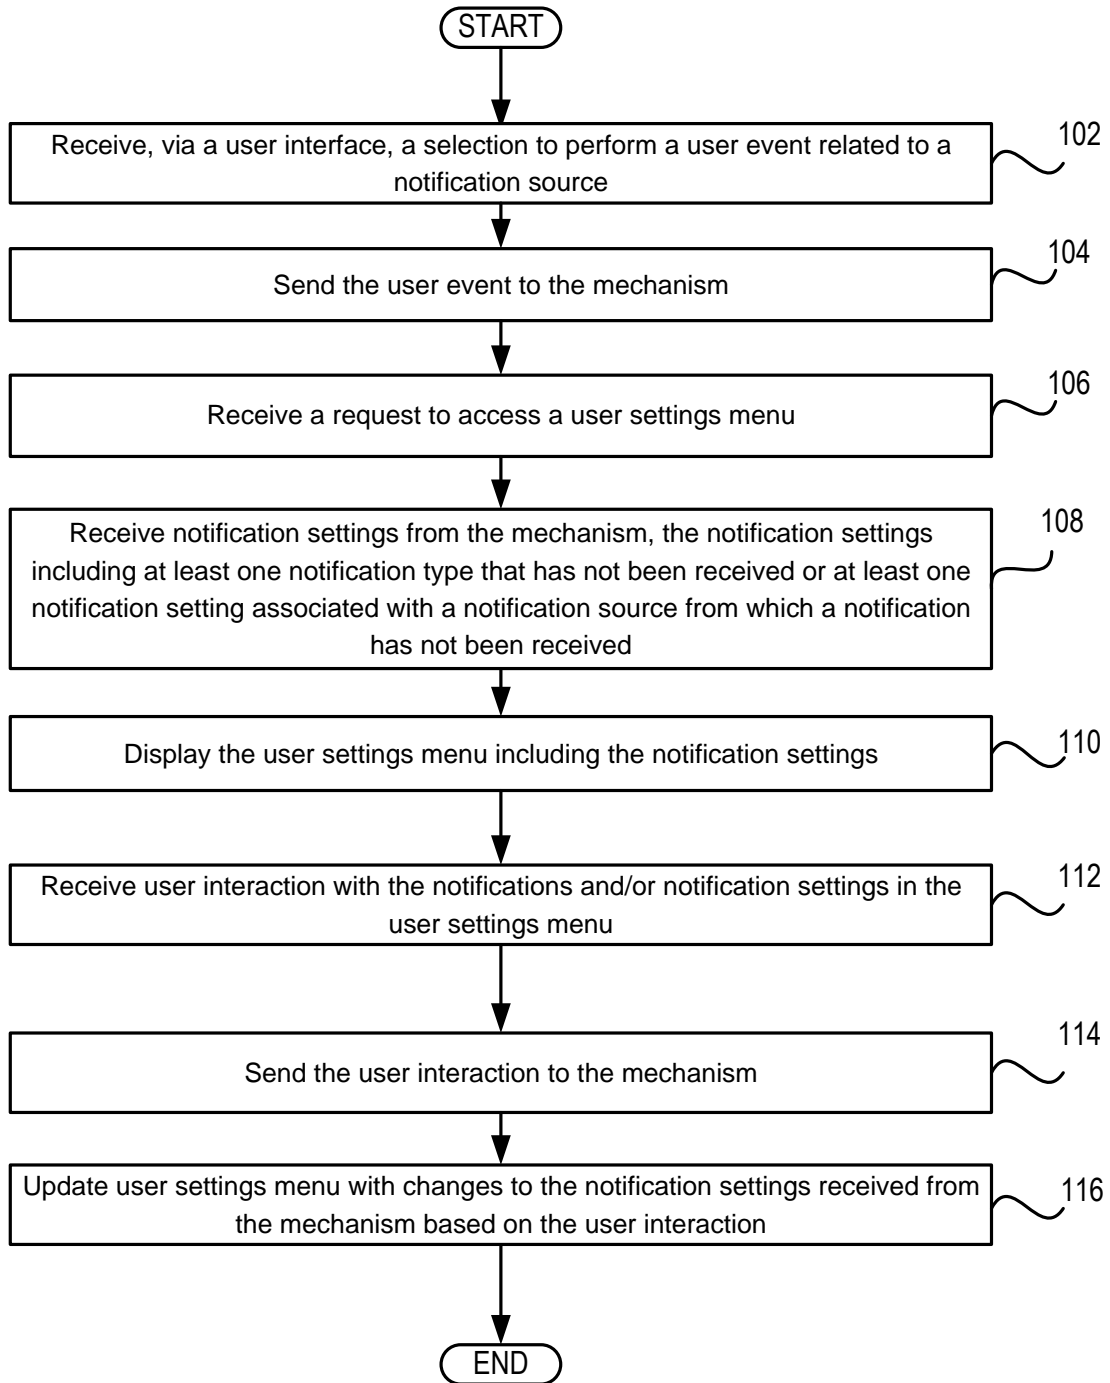 START
Receive, via a user interface, a selection to perform a user event related to a
notification source
102
Send the user event to the mechanism
104
Receive a request to access a user settings menu
106
Receive notification settings from the mechanism, the notification settings
including at least one notification type that has not been received or at least one
notification setting associated with a notification source from which a notification
has not been received
108
Display the user settings menu including the notification settings
110
Receive user interaction with the notifications and/or notification settings in the
user settings menu
112
Send the user interaction to the mechanism
114
Update user settings menu with changes to the notification settings received from
the mechanism based on the user interaction
116
END